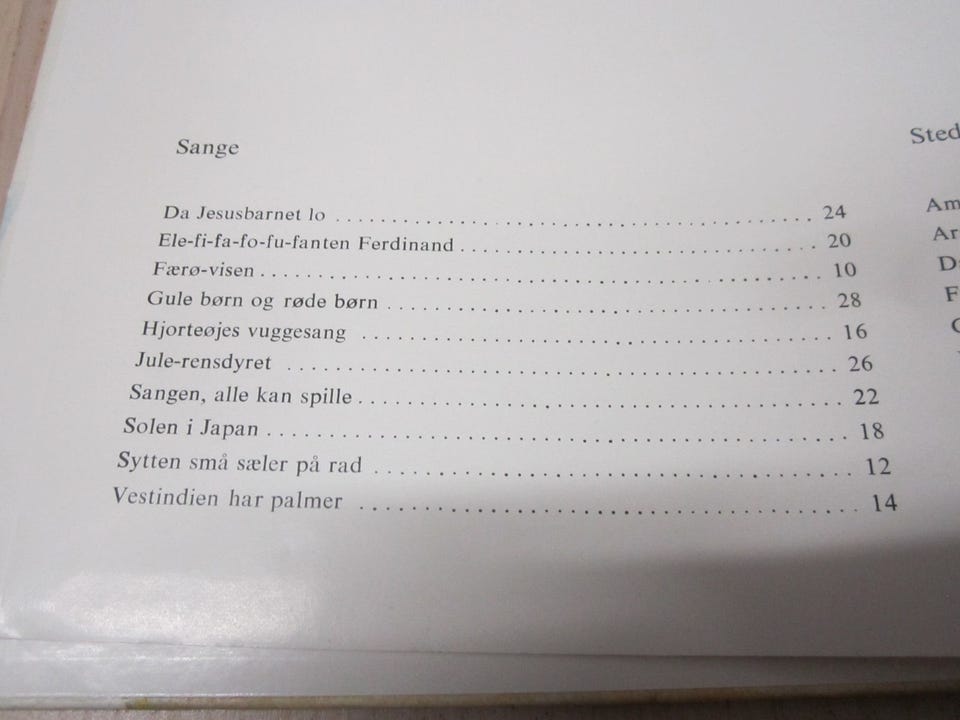 Sange
Da Jesusbarnet lo 24
Ele-fi-fa-fo-fu-fanten Ferdinand 20
Færø-visen 10
Gule børn og røde børn 28
Hjorteøjes vuggesang 16
Jule-rensdyret 26
Sangen, alle kan spille 22
Solen i Japan 18
Sytten små sæler på rad 12
Vestindien har palmer 14